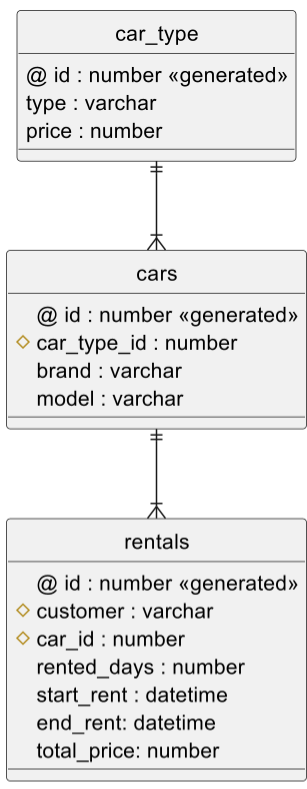 car_type
@ id : number «generated»
type : varchar
price : number
cars
@ id : number «generated»
car_type_id : number
brand : varchar
model : varchar
rentals
@ id : number «generated»
customer : varchar
car_id : number
rented_days : number
start_rent : datetime
end_rent: datetime
total_price: number